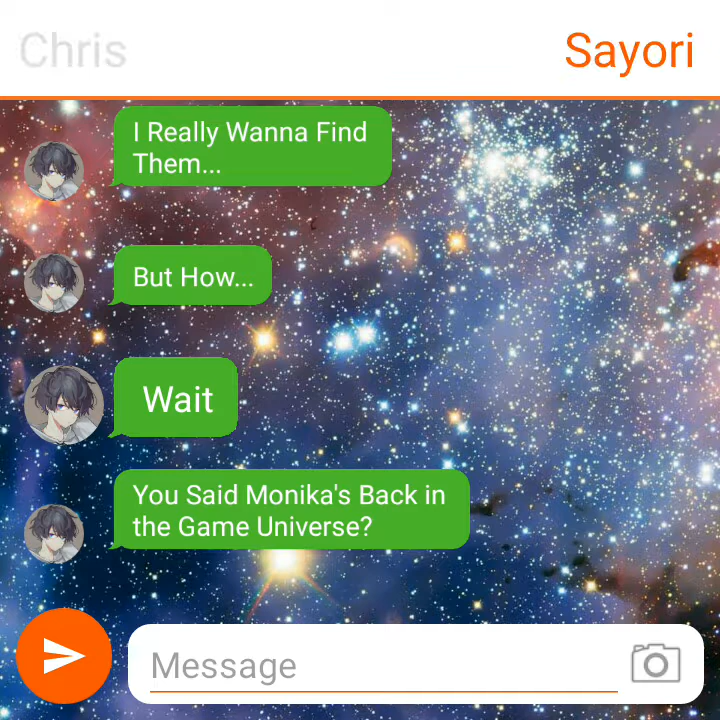 Chris
Sayori
I Really Wanna Find
Them...
But How...
Wait
You Said Monika's Back in
the Game Universe?
Message